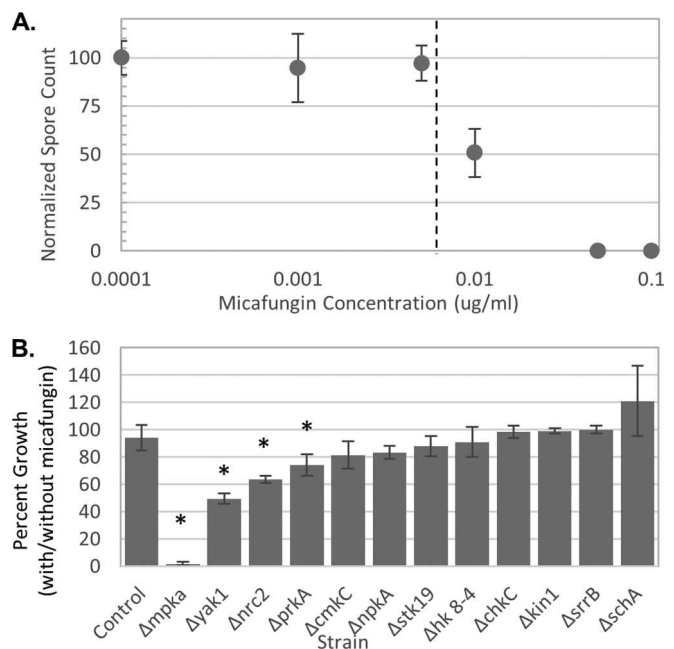 A.
Normalized Spore Count
100
75
50
25
0
0.0001
0.001
0.01
0.1
Micafungin Concentration (ug/ml)
B.
Percent Growth
(with/without micafungin)
160
140
120
100
80
60
40
20
0
*
*
*
*
Control
Δmpka
Δyak1
Δnrc2
ΔprkA
ΔcmkC
ΔnpkA
Δstk19
Δhk 8-4
ΔchkC
Δkin1
ΔsrrB
ΔschA
Strain